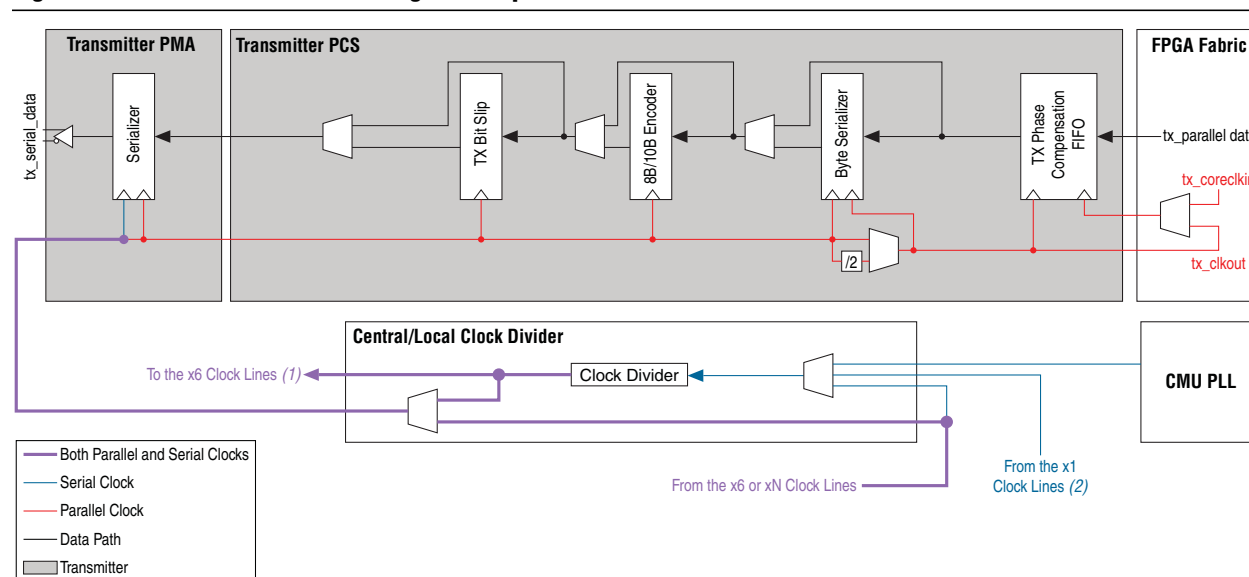 Transmitter PMA
Transmitter PCS
FPGA Fabric
tx_serial_data
Serializer
TX Bit Slip
8B/10B Encoder
Byte Serializer
TX Phase
Compensation
FIFO
tx_parallel dat
tx_coreclkin
/2
tx_clkout
Central/Local Clock Divider
To the x6 Clock Lines (1)
Clock Divider
CMU PLL
Both Parallel and Serial Clocks
Serial Clock
Parallel Clock
Data Path
Transmitter
From the x6 or xN Clock Lines
From the x1
Clock Lines (2)